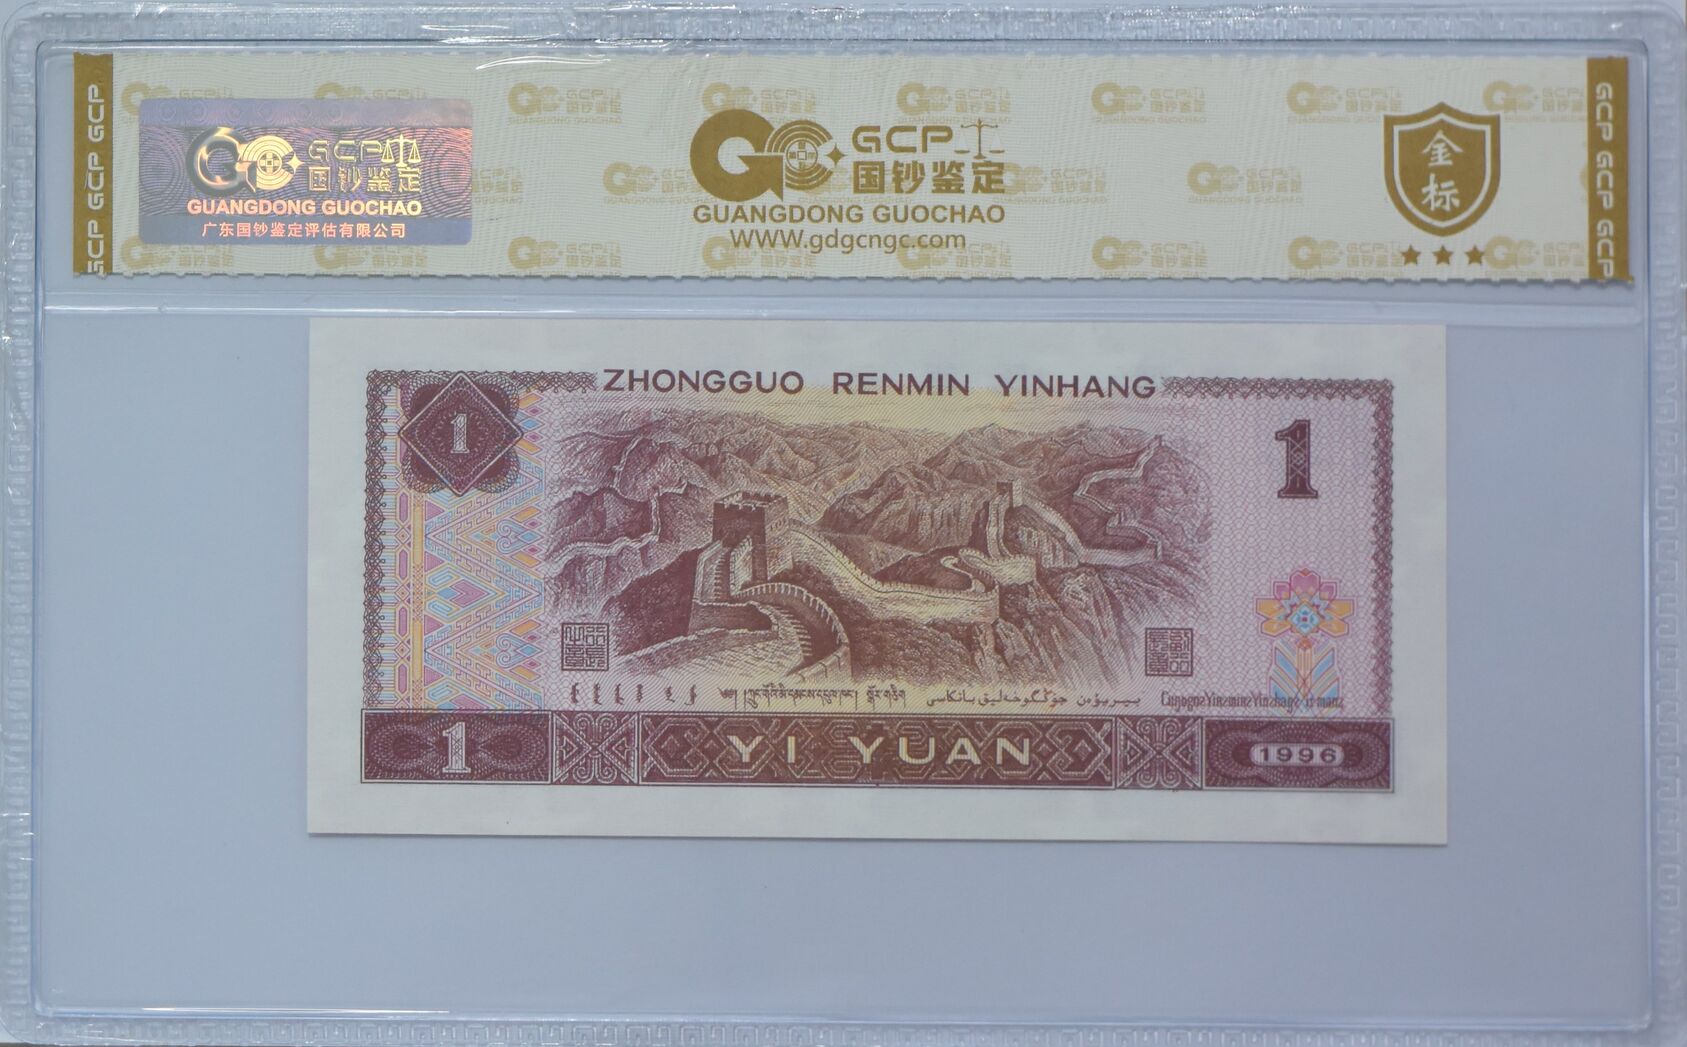 GCP GCP GCP
GCP
国钞鉴定
GUANGDONG GUOCHAO
广东国钞鉴定评估有限公司
GCP
国钞鉴定
GUANGDONG GUOCHAO
WWW.gdgcngc.com
金
标
GCP GCP GCP
ZHONGGUO RENMIN YINHANG
1
1
1
YI YUAN
1996